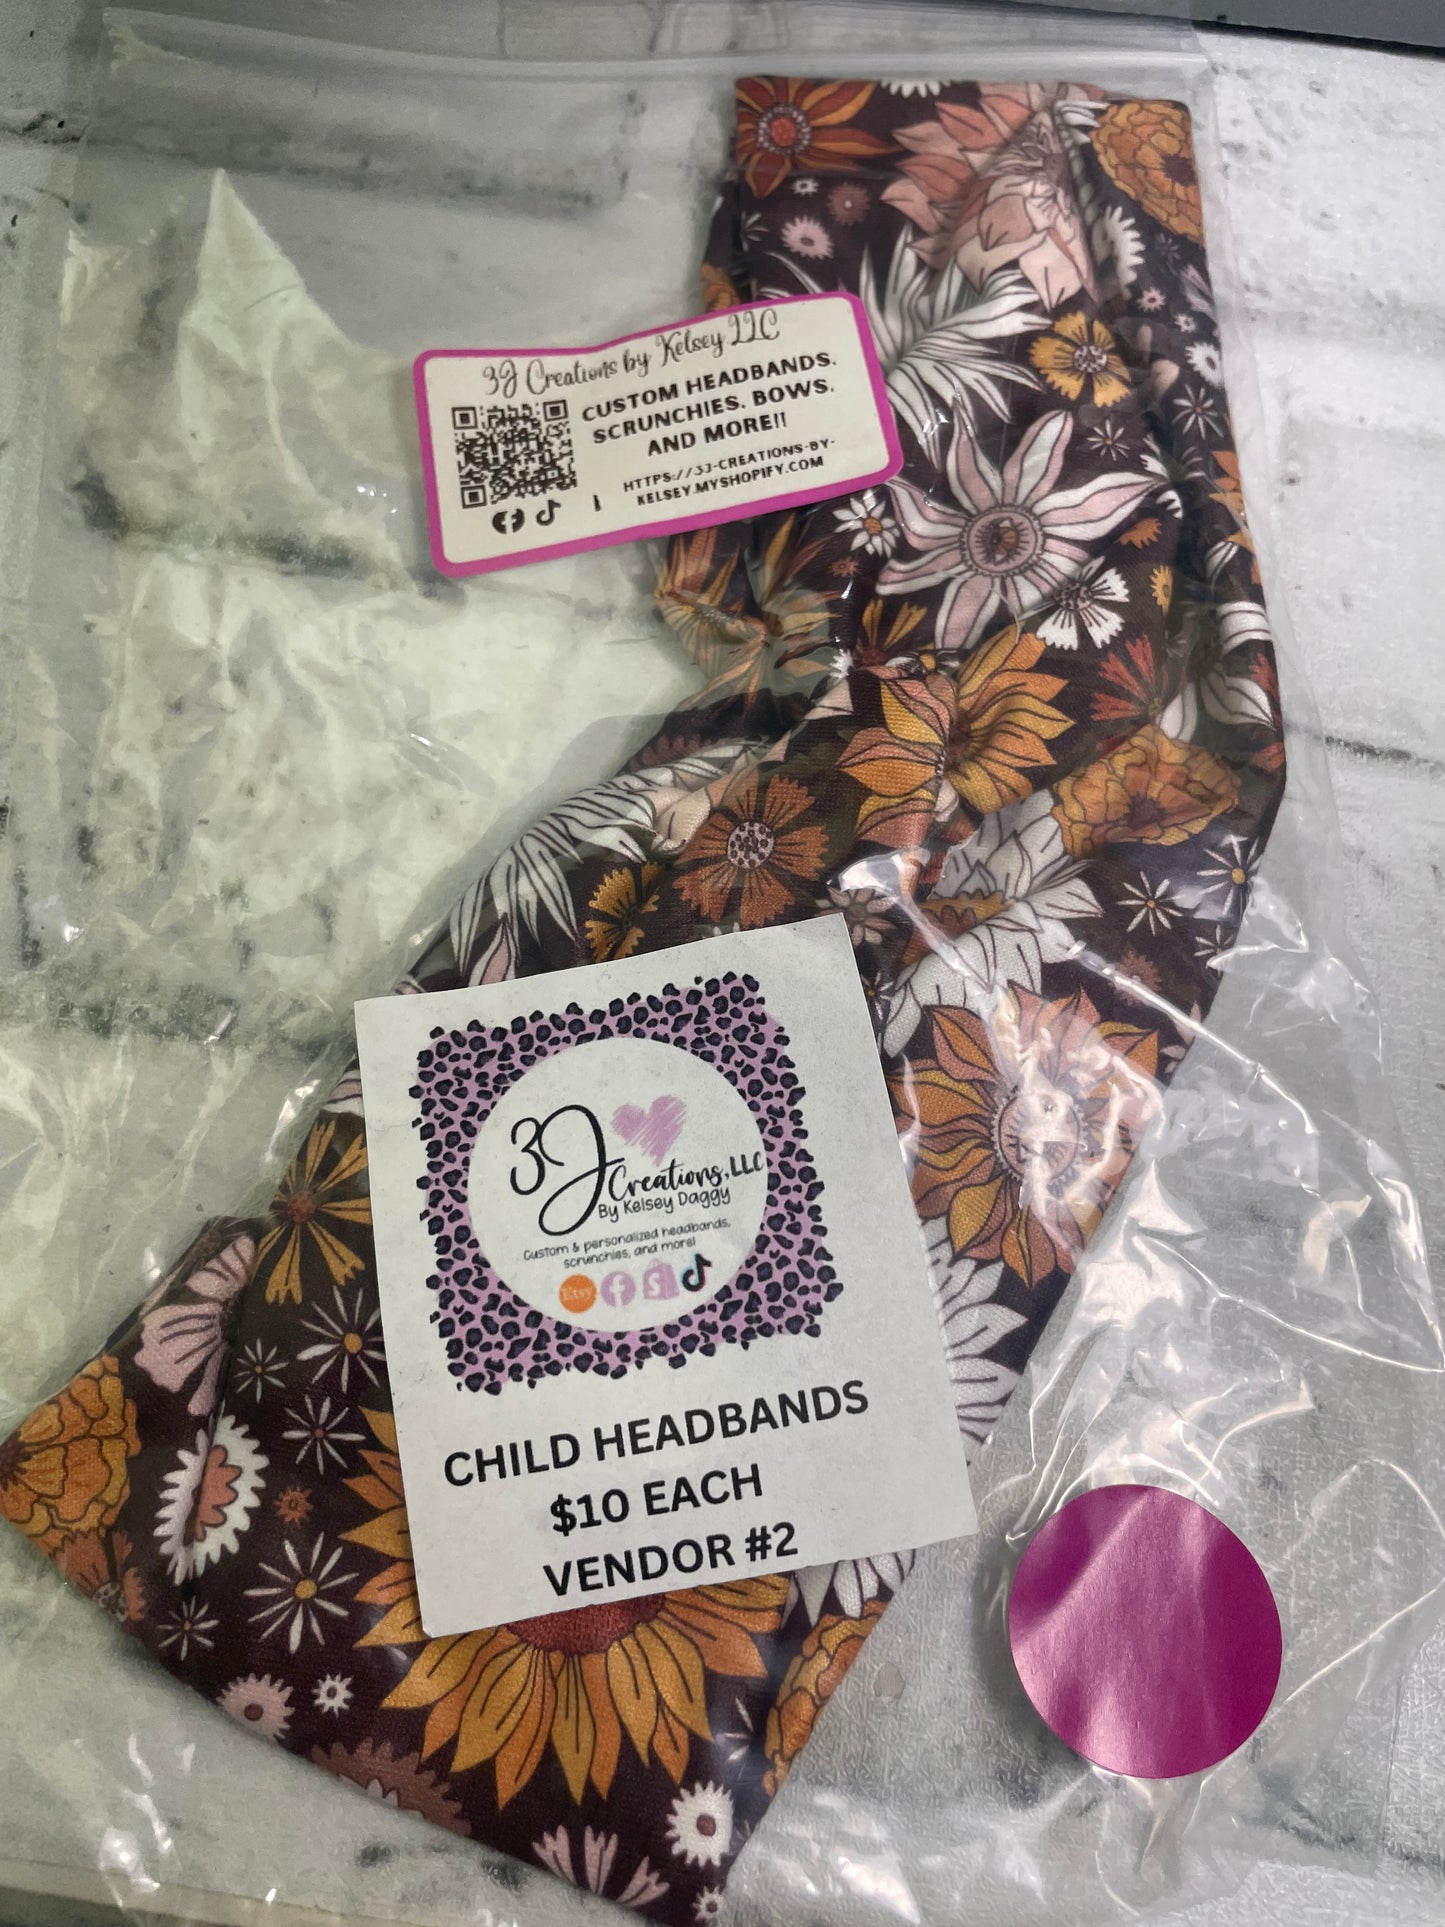 3J Creations by Kelsey LLC
CUSTOM HEADBANDS,
SCRUNCHIES, BOWS,
AND MORE!!
HTTPS://3J-CREATIONS-BY-
KELSEY.MYSHOPIFY.COM
3J
Creations, LLC
By Kelsey Daggy
Custom & personalized headbands,
scrunchies, and more!
Etsy
CHILD HEADBANDS
$10 EACH
VENDOR #2